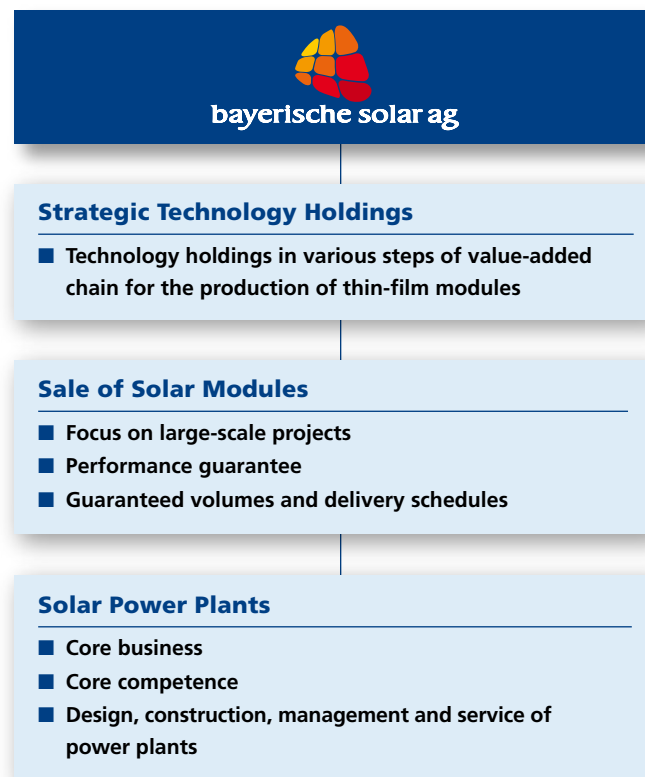 bayerische solar ag
Strategic Technology Holdings
■ Technology holdings in various steps of value-added
chain for the production of thin-film modules
Sale of Solar Modules
■ Focus on large-scale projects
■ Performance guarantee
■ Guaranteed volumes and delivery schedules
Solar Power Plants
■ Core business
■ Core competence
■ Design, construction, management and service of
power plants